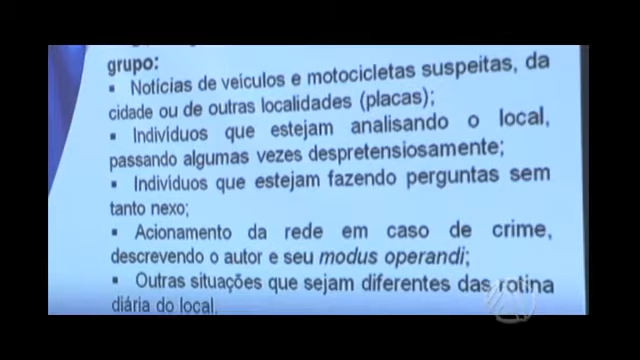 grupo:
▪ Notícias de veículos e motocicletas suspeitas, da
cidade ou de outras localidades (placas);
▪ Indivíduos que estejam analisando o local,
passando algumas vezes despretensiosamente;
▪ Indivíduos que estejam fazendo perguntas sem
tanto nexo;
▪ Acionamento da rede em caso de crime,
descrevendo o autor e seu modus operandi;
▪ Outras situações que sejam diferentes das rotina
diária do local.